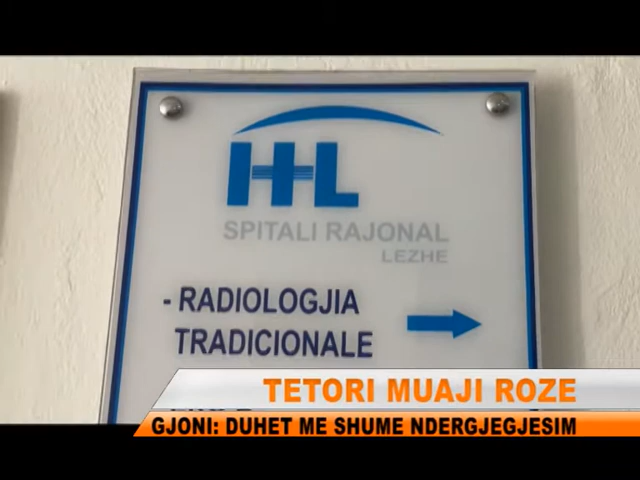 HL
SPITALI RAJONAL
LEZHE
- RADIOLOGJIA
TRADICIONALE
TETORI MUAJI ROZE
GJONI: DUHET ME SHUME NDERGJEGJESIM